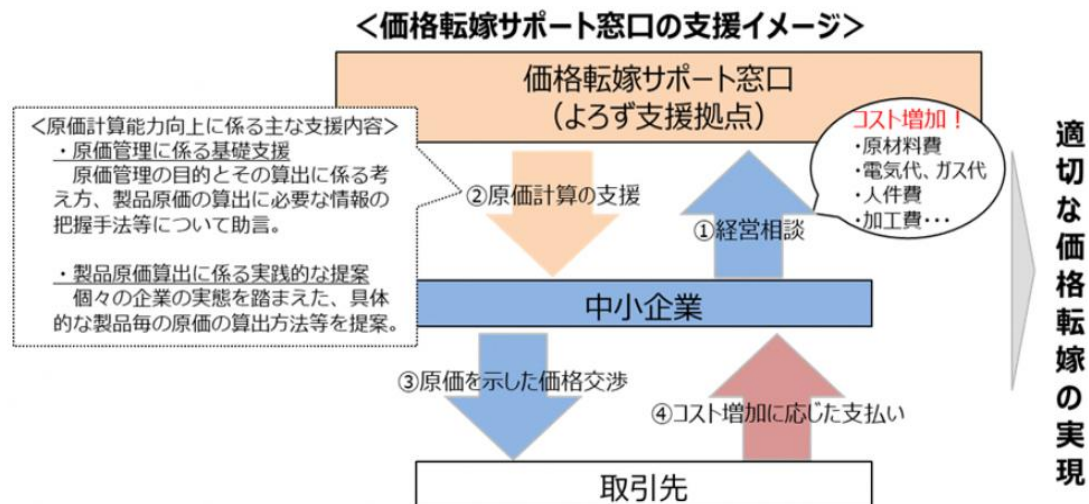 ＜価格転嫁サポート窓口の支援イメージ＞
価格転嫁サポート窓口
（よろず支援拠点）
＜原価計算能力向上に係る主な支援内容＞
・原価管理に係る基礎支援
原価管理の目的とその算出に係る考
え方、製品原価の算出に必要な情報の
把握手法等について助言。
・製品原価算出に係る実践的な提案
個々の企業の実態を踏まえた、具体
的な製品毎の原価の算出方法等を提案。
コスト増加！
・原材料費
・電気代、ガス代
・人件費
・加工費・・・
②原価計算の支援
①経営相談
中小企業
③原価を示した価格交渉
④コスト増加に応じた支払い
取引先
適切な価格転嫁の実現